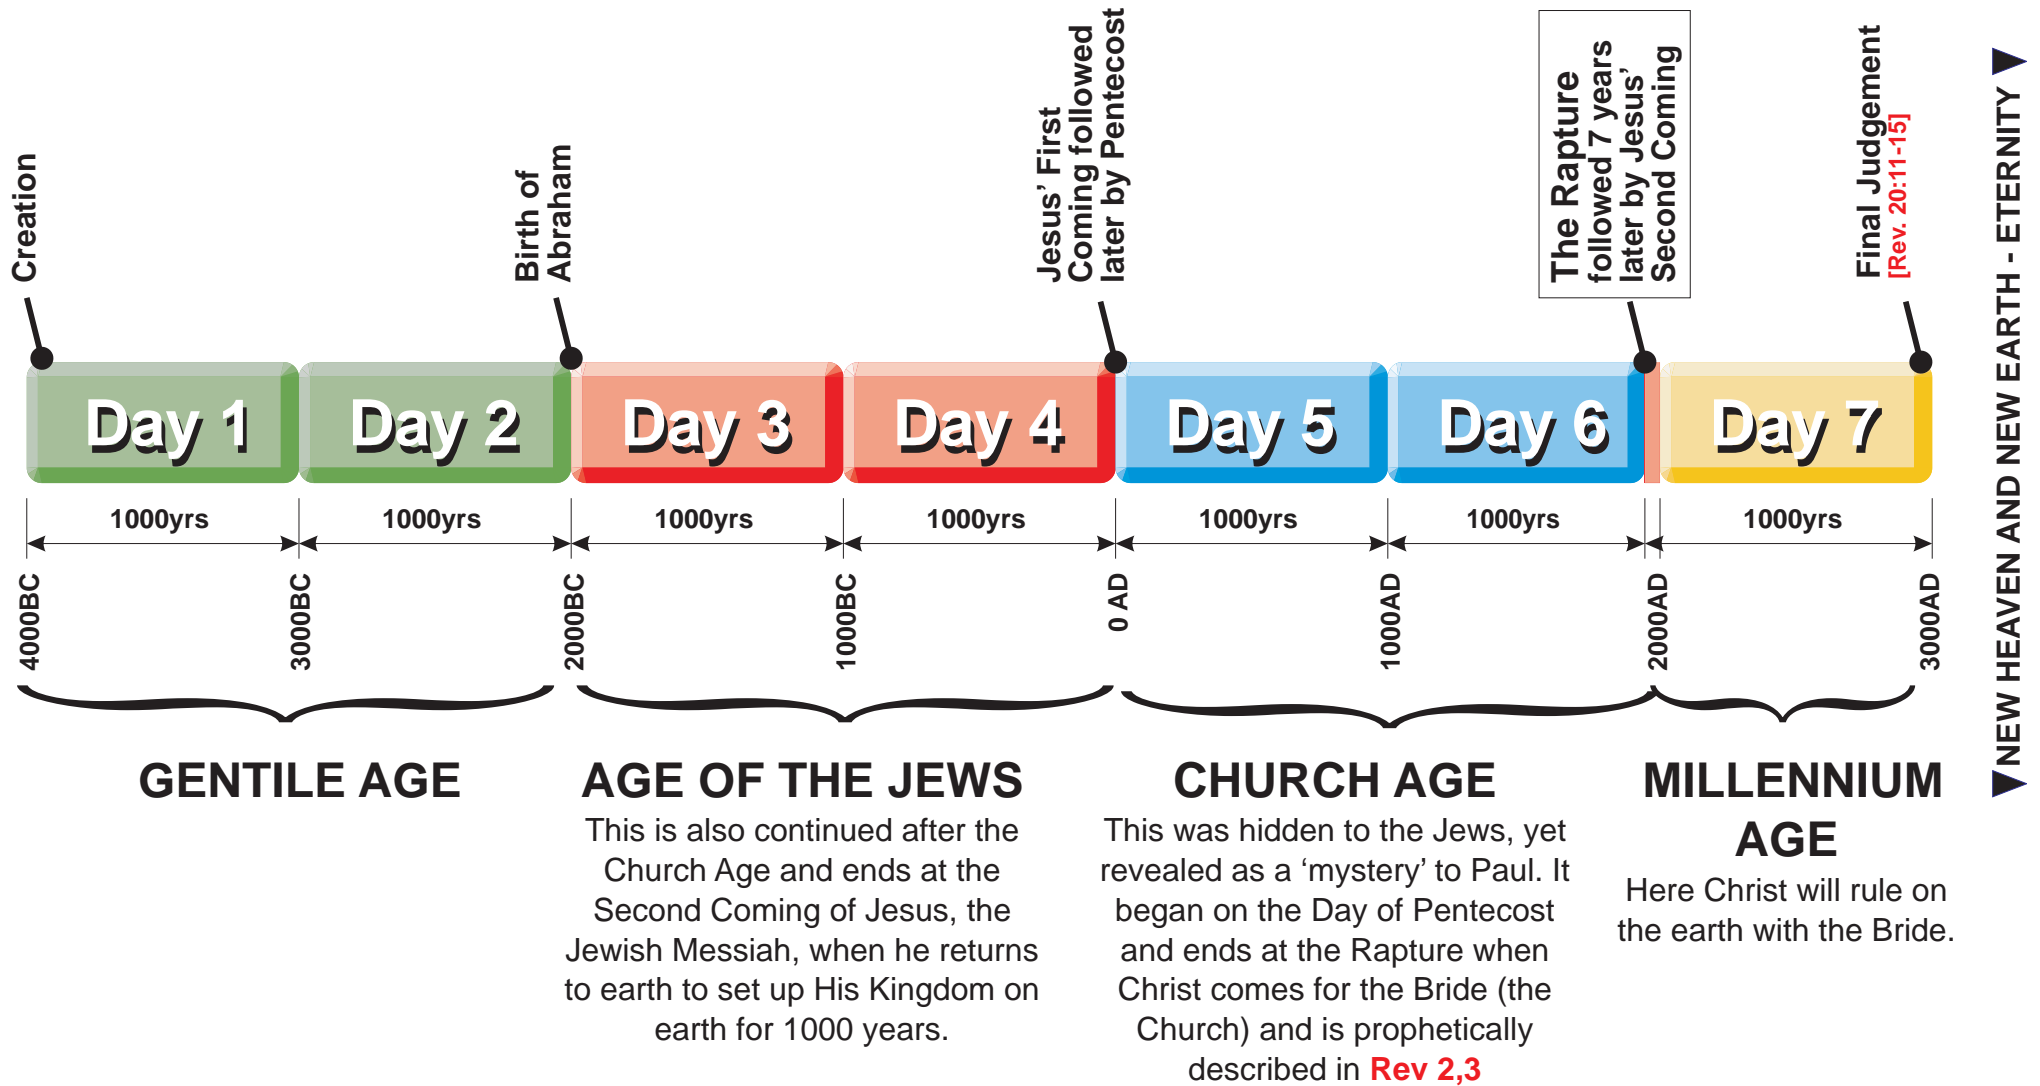 Creation
Birth of
Abraham
Jesus’ First
Coming followed
later by Pentecost
The Rapture
followed 7 years
later by Jesus’
Second Coming
Final Judgement
[Rev. 20:11-15]
NEW HEAVEN AND NEW EARTH - ETERNITY
Day 1
Day 2
Day 3
Day 4
Day 5
Day 6
Day 7
1000yrs
1000yrs
1000yrs
1000yrs
1000yrs
1000yrs
1000yrs
4000BC
3000BC
2000BC
1000BC
0 AD
1000AD
2000AD
3000AD
GENTILE AGE
AGE OF THE JEWS
This is also continued after the
Church Age and ends at the
Second Coming of Jesus, the
Jewish Messiah, when he returns
to earth to set up His Kingdom on
earth for 1000 years.
CHURCH AGE
This was hidden to the Jews, yet
revealed as a ‘mystery’ to Paul. It
began on the Day of Pentecost
and ends at the Rapture when
Christ comes for the Bride (the
Church) and is prophetically
described in Rev 2,3
MILLENNIUM
AGE
Here Christ will rule on
the earth with the Bride.